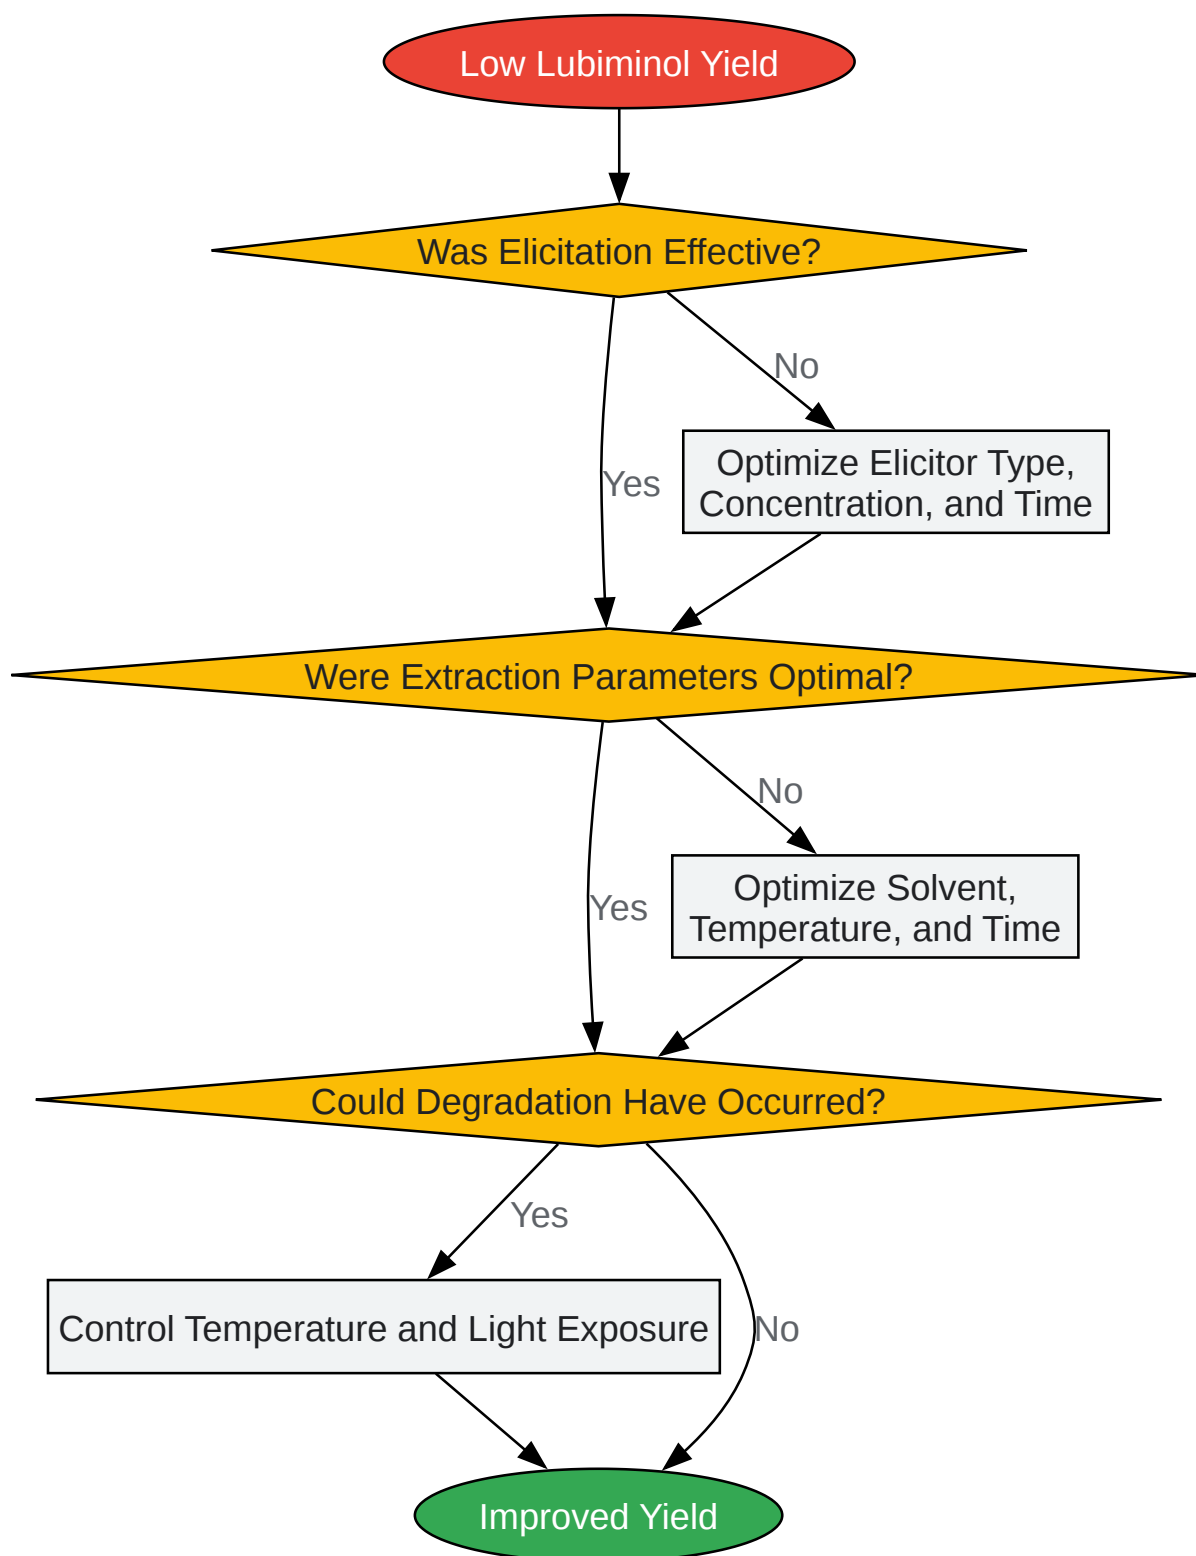 Low Lubiminol Yield
Was Elicitation Effective?
No
Optimize Elicitor Type,
Concentration, and Time
Yes
Were Extraction Parameters Optimal?
No
Optimize Solvent,
Temperature, and Time
Yes
Could Degradation Have Occurred?
Yes
Control Temperature and Light Exposure
No
Improved Yield